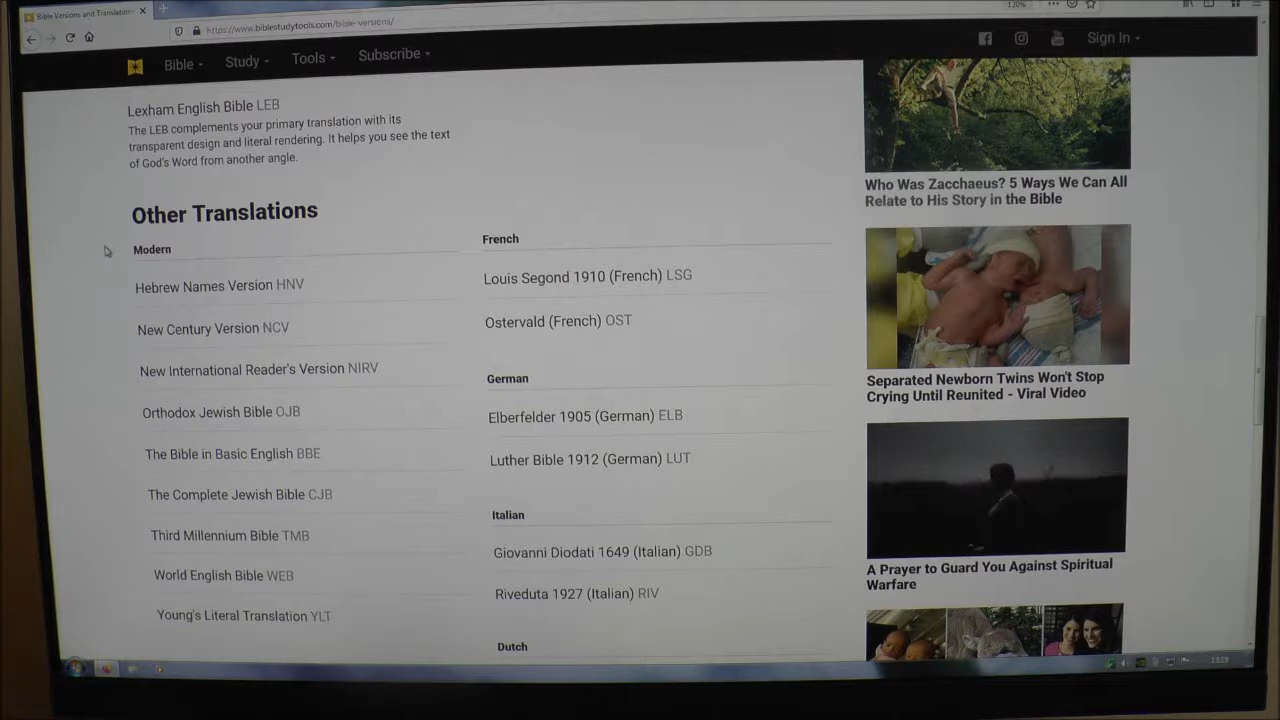 Bible Versions and Translation
https://www.biblestudytools.com/bible-versions/
120%
Bible
Study
Tools
Subscribe
Sign In
Lexham English Bible LEB
The LEB complements your primary translation with its
transparent design and literal rendering. It helps you see the text
of God's Word from another angle.
Other Translations
Modern
Hebrew Names Version HNV
New Century Version NCV
New International Reader's Version NIRV
Orthodox Jewish Bible OJB
The Bible in Basic English BBE
The Complete Jewish Bible CJB
Third Millennium Bible TMB
World English Bible WEB
Young's Literal Translation YLT
French
Louis Segond 1910 (French) LSG
Ostervald (French) OST
German
Elberfelder 1905 (German) ELB
Luther Bible 1912 (German) LUT
Italian
Giovanni Diodati 1649 (Italian) GDB
Riveduta 1927 (Italian) RIV
Dutch
Who Was Zacchaeus? 5 Ways We Can All
Relate to His Story in the Bible
Separated Newborn Twins Won't Stop
Crying Until Reunited - Viral Video
A Prayer to Guard You Against Spiritual
Warfare